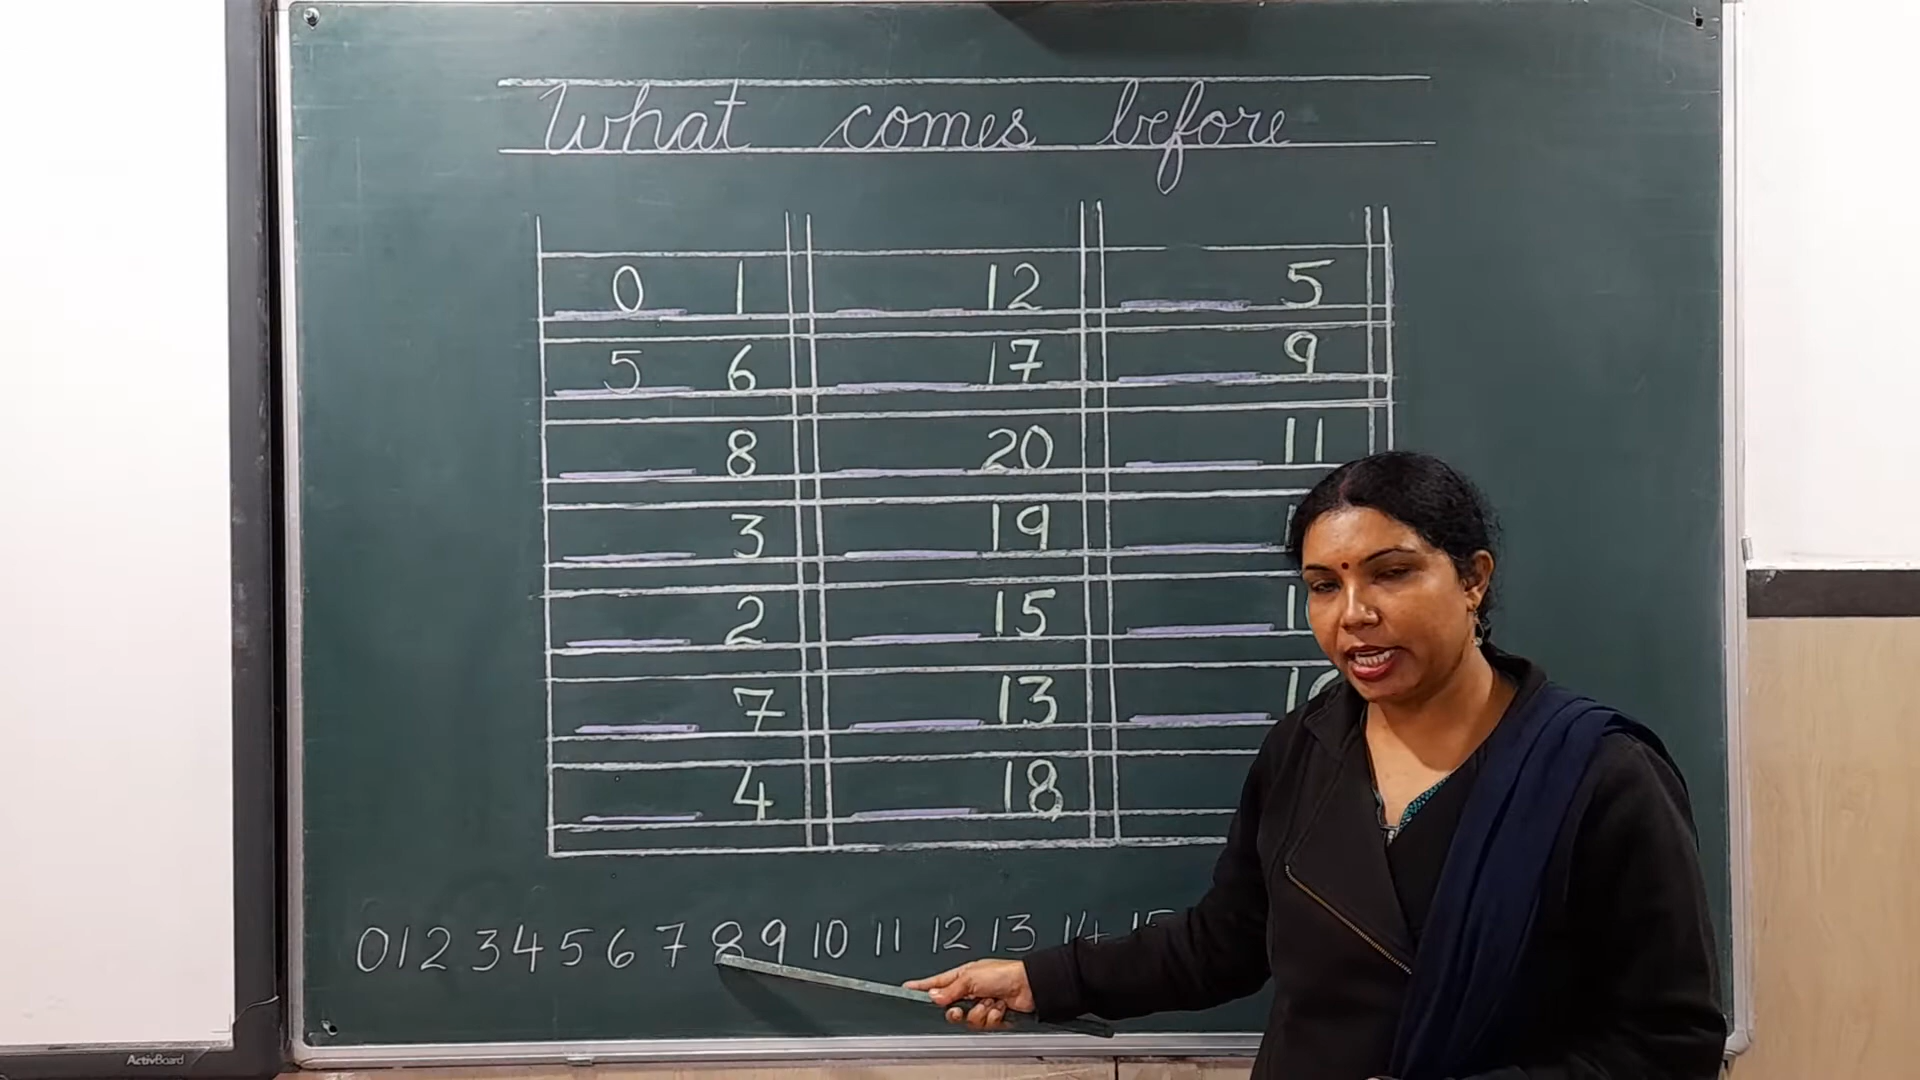 What comes before
0 1 12 5
5 6 17 9
8 20 11
3 19
2 15
7 13
4 18
0 1 2 3 4 5 6 7 8 9 10 11 12 13 14 15
ActivBoard